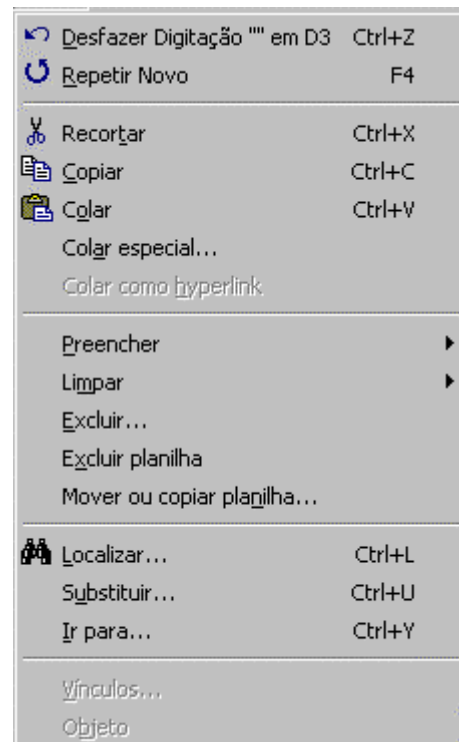 Desfazer Digitação "" em D3 Ctrl+Z
Repetir Novo F4
Recortar Ctrl+X
Copiar Ctrl+C
Colar Ctrl+V
Colar especial...
Colar como hyperlink
Preencher
Limpar
Excluir...
Excluir planilha
Mover ou copiar planilha...
Localizar... Ctrl+L
Substituir... Ctrl+U
Ir para... Ctrl+Y
Vínculos...
Objeto